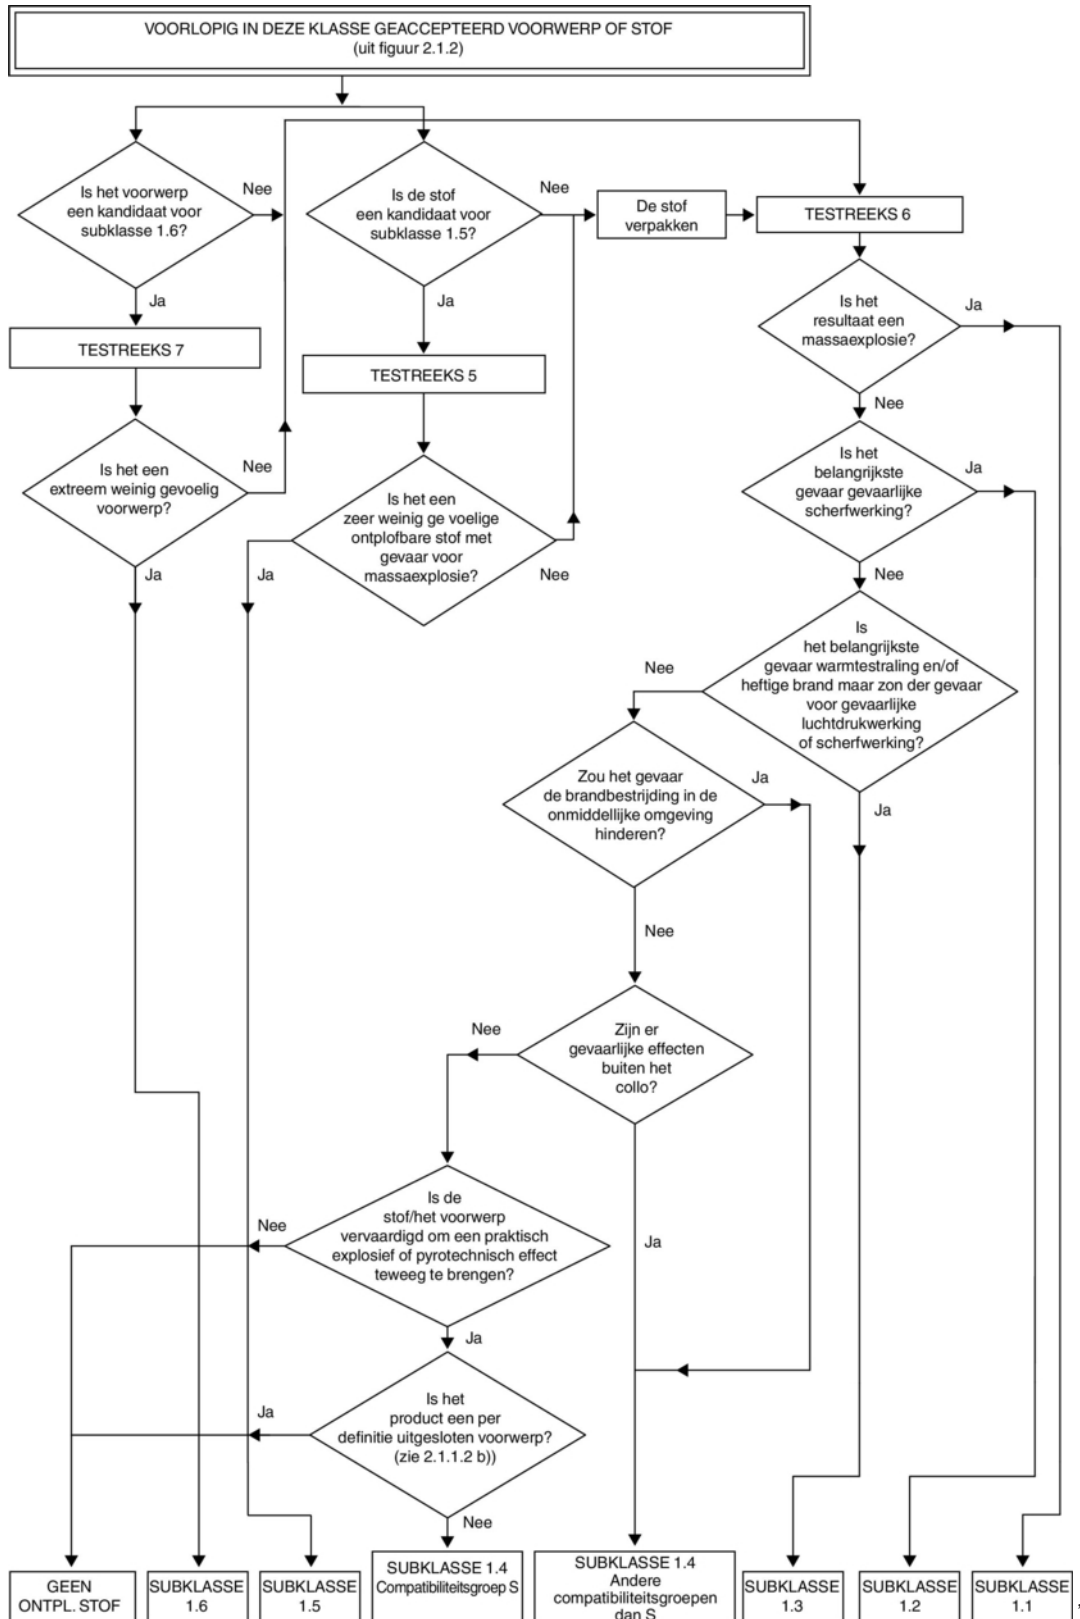 VOORLOPIG IN DEZE KLASSE GEACCEPTEERD VOORWERP OF STOF
(uit figuur 2.1.2)
Is het voorwerp
een kandidaat voor
subklasse 1.6?
Nee
Ja
Is de stof
een kandidaat voor
subklasse 1.5?
Nee
Ja
De stof
verpakken
TESTREEKS 6
TESTREEKS 7
TESTREEKS 5
Is het
resultaat een
massaexplosie?
Ja
Nee
Is het een
extreem weinig gevoelig
voorwerp?
Nee
Ja
Is het een
zeer weinig ge voelige
ontplofbare stof met
gevaar voor
massaexplosie?
Ja
Nee
Is het
belangrijkste
gevaar gevaarlijke
scherfwerking?
Ja
Nee
Is
het belangrijkste
gevaar warmtestraling en/of
heftige brand maar zon der gevaar
voor gevaarlijke
luchtdrukwerking
of scherfwerking?
Nee
Ja
Zou het gevaar
de brandbestrijding in de
onmiddellijke omgeving
hinderen?
Ja
Nee
Zijn er
gevaarlijke effecten
buiten het
collo?
Nee
Ja
Is de
stof/het voorwerp
vervaardigd om een praktisch
explosief of pyrotechnisch effect
teweeg te brengen?
Nee
Ja
Is het
product een per
definitie uitgesloten voorwerp?
(zie 2.1.1.2 b))
Ja
Nee
GEEN
ONTPL. STOF
SUBKLASSE
1.6
SUBKLASSE
1.5
SUBKLASSE 1.4
Compatibiliteitsgroep S
SUBKLASSE 1.4
Andere
compatibiliteitsgroepen
dan S
SUBKLASSE
1.3
SUBKLASSE
1.2
SUBKLASSE
1.1
,